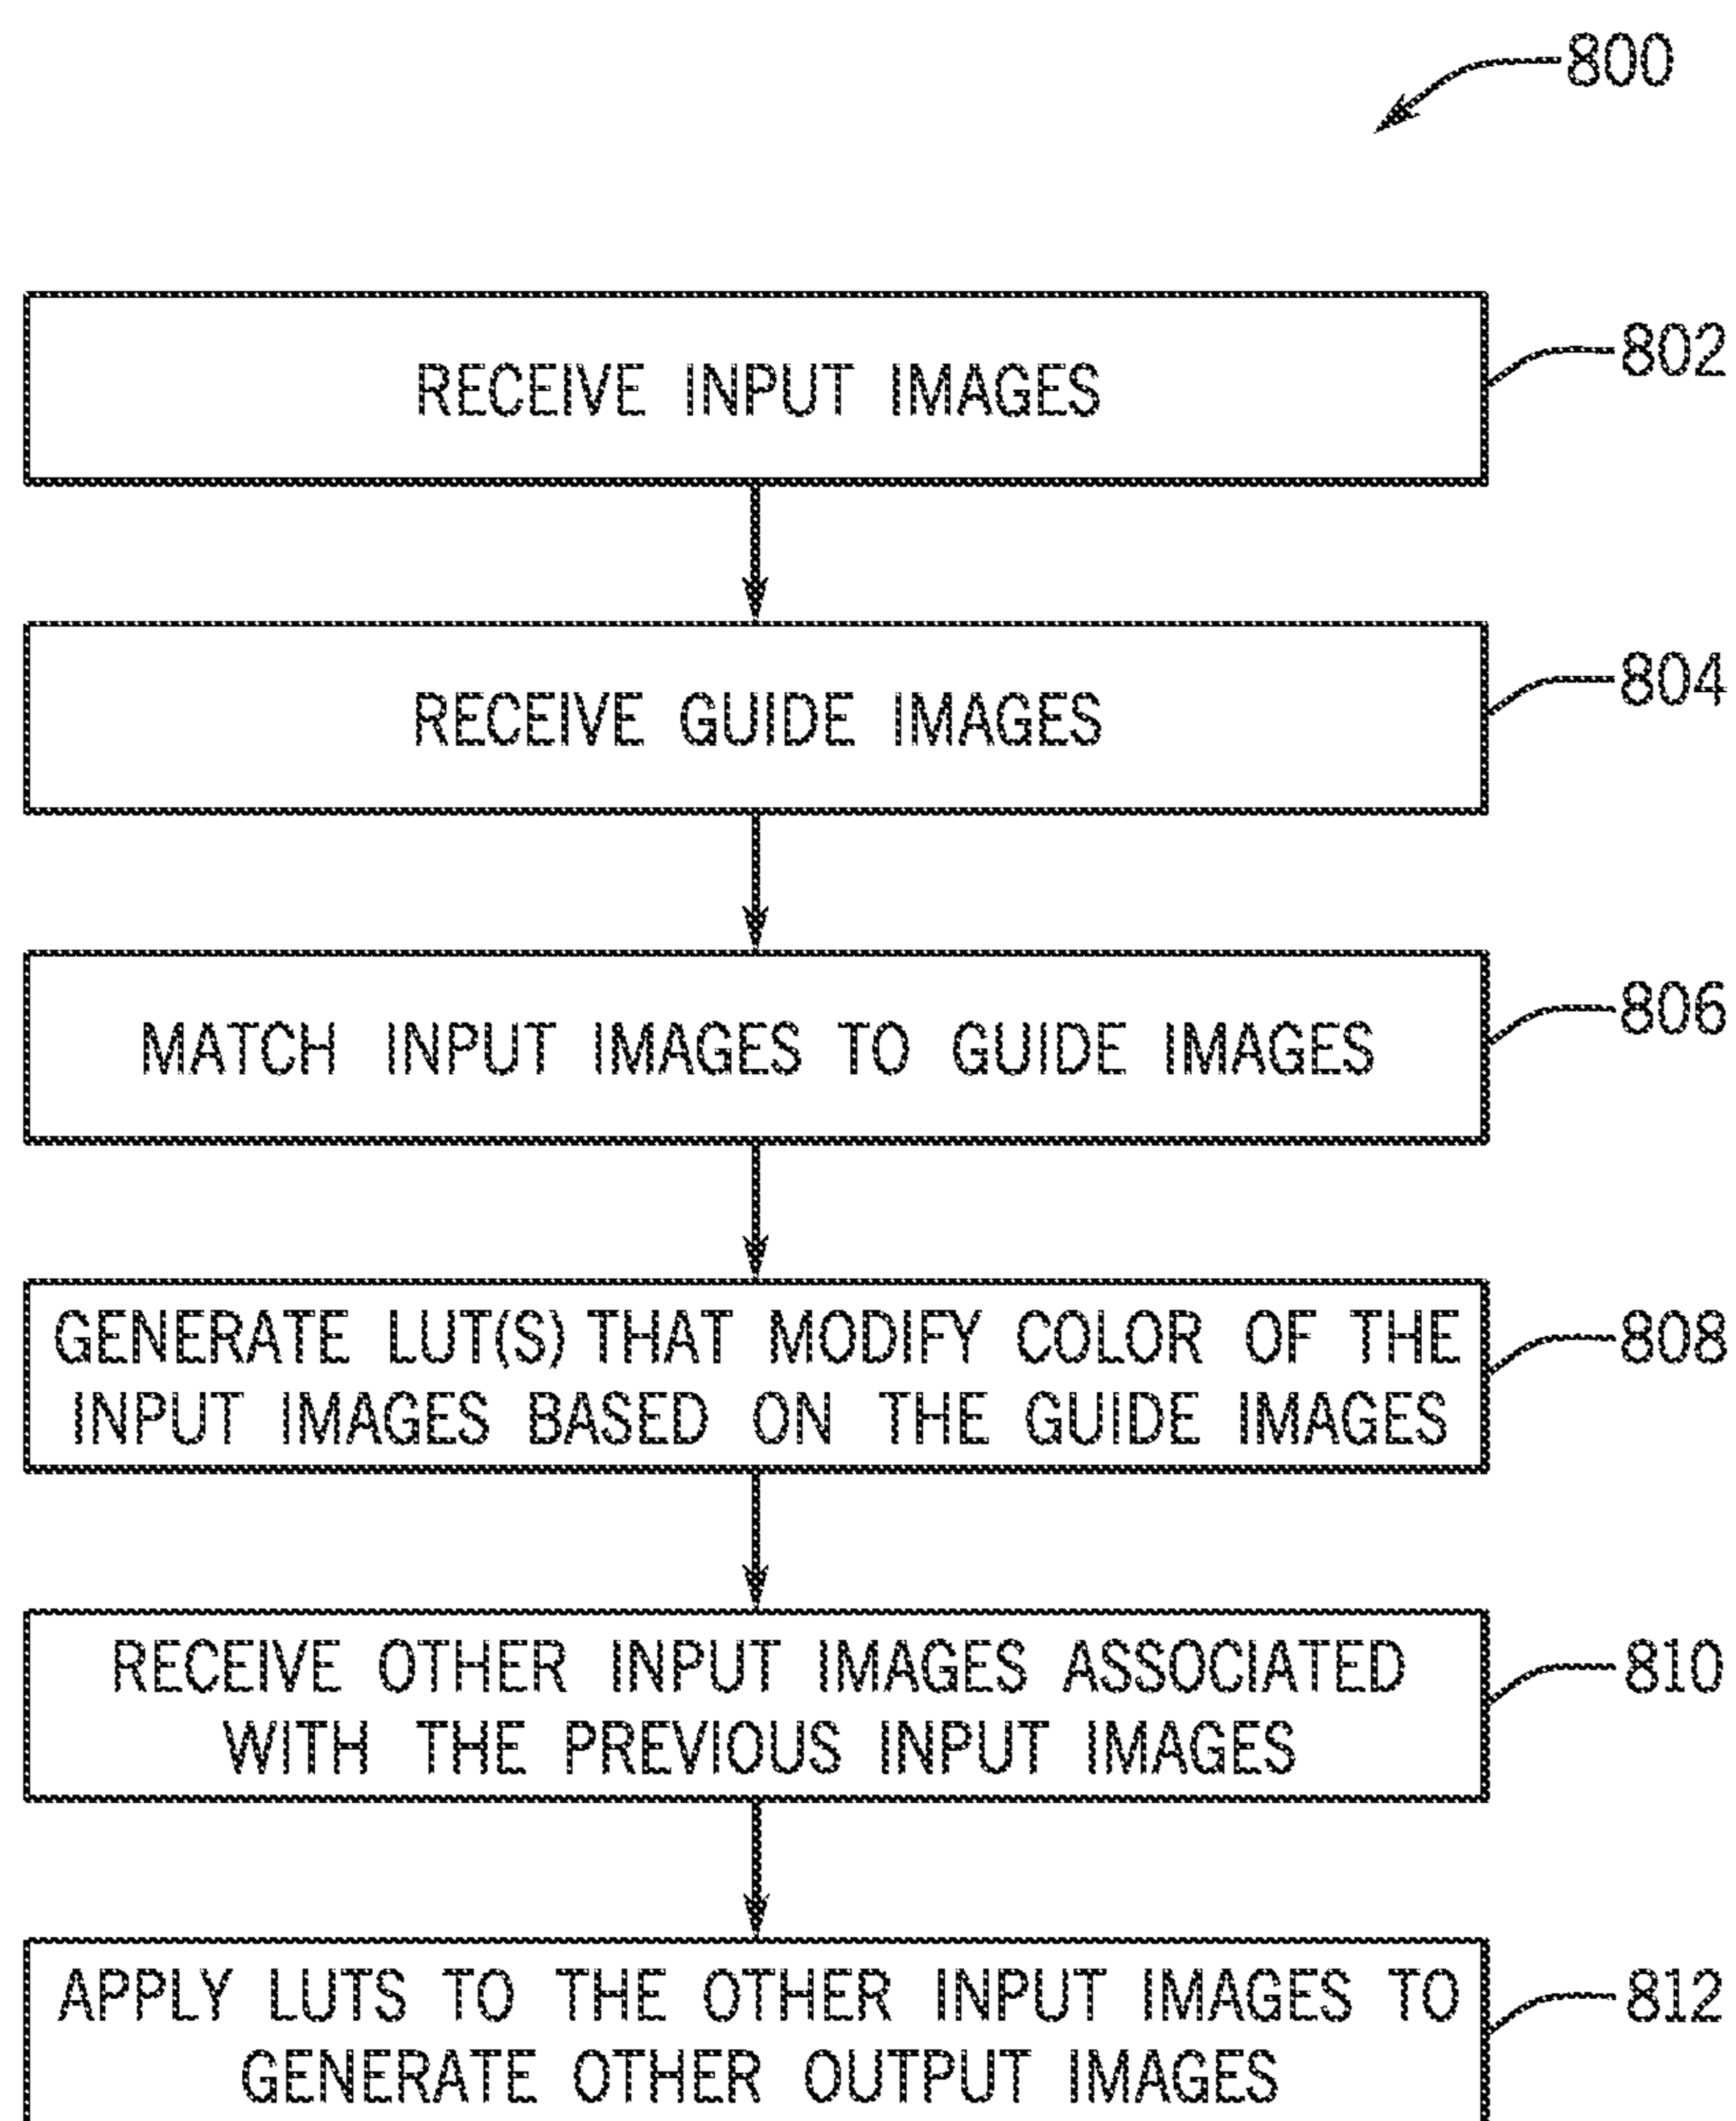 800
RECEIVE INPUT IMAGES
802
RECEIVE GUIDE IMAGES
804
MATCH INPUT IMAGES TO GUIDE IMAGES
806
GENERATE LUT(S) THAT MODIFY COLOR OF THE
INPUT IMAGES BASED ON THE GUIDE IMAGES
808
RECEIVE OTHER INPUT IMAGES ASSOCIATED
WITH THE PREVIOUS INPUT IMAGES
810
APPLY LUTS TO THE OTHER INPUT IMAGES TO
GENERATE OTHER OUTPUT IMAGES
812